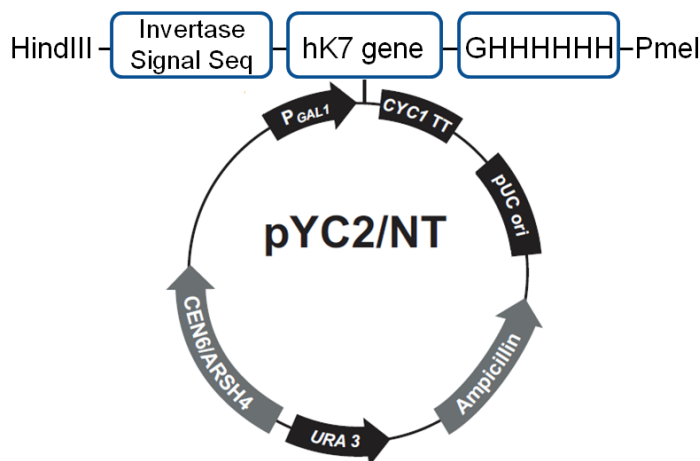 HindIII
Invertase
Signal Seq
hK7 gene
GHHHHHH
PmeI
P GAL1
CYC1 TT
pUC ori
pYC2/NT
CEN6/ARSH4
Ampicillin
URA 3